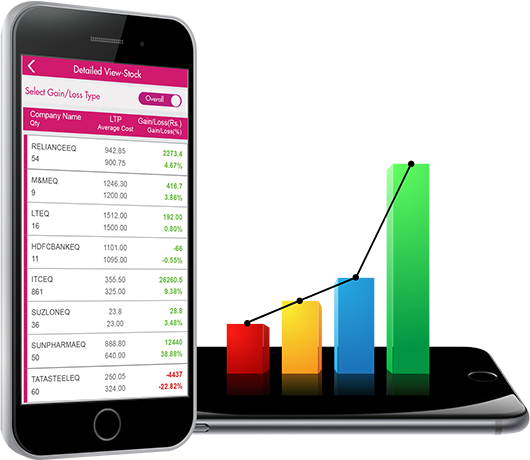 Detailed View-Stock
Select Gain/Loss Type Overall
Company Name LTP Gain/Loss(Rs.)
Qty Average Cost Gain/Loss(%)
RELIANCEEQ 942.85 2273.4
54 900.75 4.67%
M&MEQ 1246.30 416.7
9 1200.00 3.86%
LTEQ 1512.00 192.00
16 1500.00 0.80%
HDFCBANKEQ 1101.00 -66
11 1095.00 -0.55%
ITCEQ 355.50 26260.5
861 325.00 9.38%
SUZLONEQ 23.8 28.8
36 23.00 3.48%
SUNPHARMAEQ 888.80 12440
50 640.00 38.88%
TATASTEELEQ 250.05 -4437
60 324.00 -22.82%